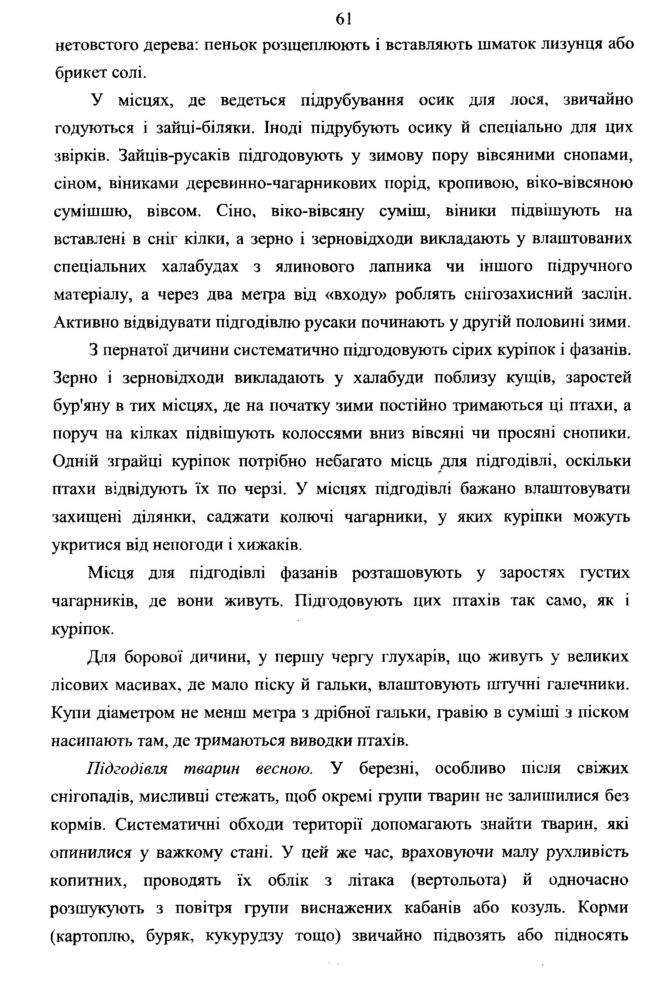 61
нетовстого дерева: пеньок розщеплюють і вставляють шматок лизунця або
брикет солі.
У місцях, де ведеться підрубування осик для лося, звичайно
годуються і зайці-біляки. Іноді підрубують осику й спеціально для цих
звірків. Зайців-русаків підгодовують у зимову пору вівсяними снопами,
сіном, віниками деревинно-чагарникових порід, кропивою, віко-вівсяною
сумішшю, вівсом. Сіно, віко-вівсяну суміш, віники підвішують на
вставлені в сніг кілки, а зерно і зерновідходи викладають у влаштованих
спеціальних халабудах з ялинового лапника чи іншого підручного
матеріалу, а через два метра від «входу» роблять снігозахисний заслін.
Активно відвідувати підгодівлю русаки починають у другій половині зими.
З пернатої дичини систематично підгодовують сірих куріпок і фазанів.
Зерно і зерновідходи викладають у халабуди поблизу кущів, заростей
бур'яну в тих місцях, де на початку зими постійно тримаються ці птахи, а
поруч на кілках підвішують колоссями вниз вівсяні чи просяні снопики.
Одній зграйці куріпок потрібно небагато місць для підгодівлі, оскільки
птахи відвідують їх по черзі. У місцях підгодівлі бажано влаштовувати
захищені ділянки, саджати колючі чагарники, у яких куріпки можуть
укритися від непогоди і хижаків.
Місця для підгодівлі фазанів розташовують у заростях густих
чагарників, де вони живуть. Підгодовують цих птахів так само, як і
куріпок.
Для борової дичини, у першу чергу глухарів, що живуть у великих
лісових масивах, де мало піску й гальки, влаштовують штучні галечники.
Купи діаметром не менш метра з дрібної гальки, гравію в суміші з піском
насипають там, де тримаються виводки птахів.
Підгодівля тварин весною. У березні, особливо після свіжих
снігопадів, мисливці стежать, щоб окремі групи тварин не залишилися без
кормів. Систематичні обходи території допомагають знайти тварин, які
опинилися у важкому стані. У цей же час, враховуючи малу рухливість
копитних, проводять їх облік з літака (вертольота) й одночасно
розшукують з повітря групи виснажених кабанів або козуль. Корми
(картоплю, буряк, кукурудзу тощо) звичайно підвозять або підносять